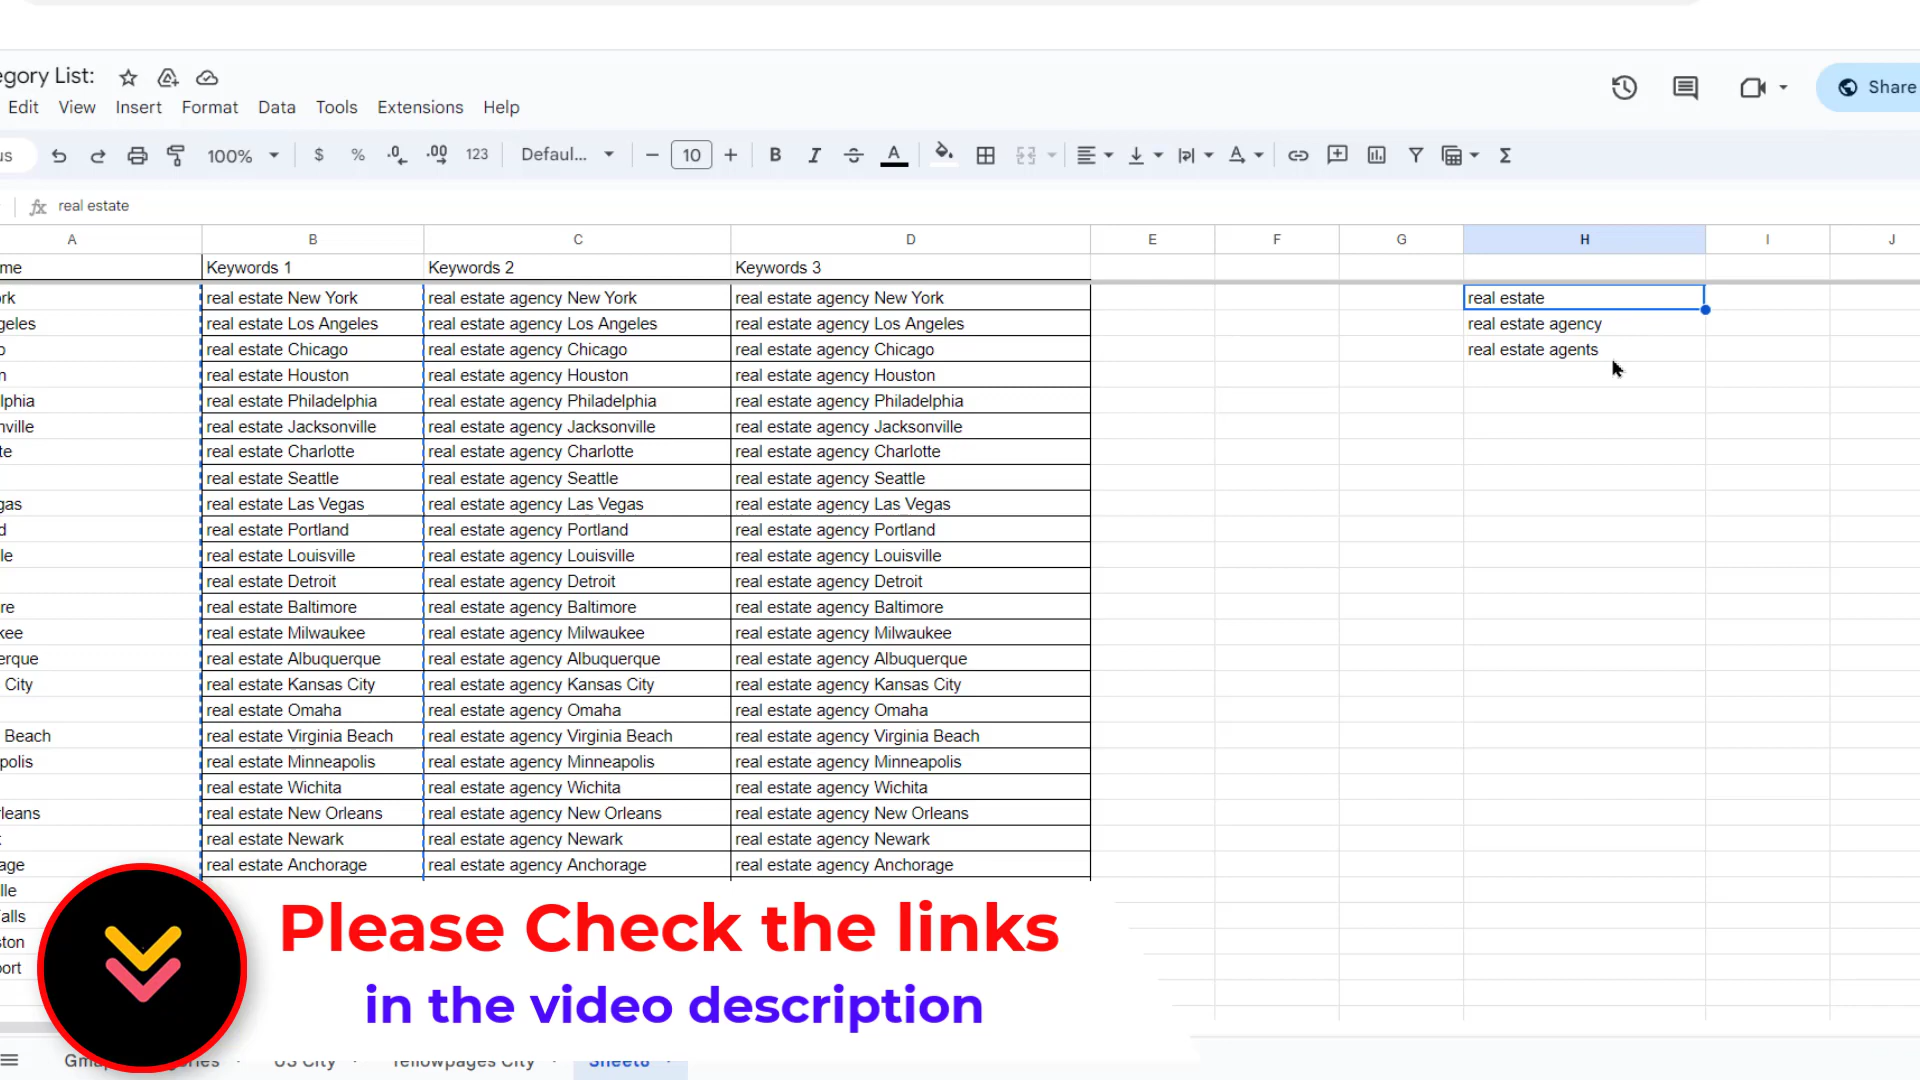 egory List:
Edit View Insert Format Data Tools Extensions Help
Share
us 100% $ % .0 .00 123 Defaul... 10 B I A
fx real estate
A B C D E F G H I J
me Keywords 1 Keywords 2 Keywords 3
rk real estate New York real estate agency New York real estate agency New York real estate
geles real estate Los Angeles real estate agency Los Angeles real estate agency Los Angeles real estate agency
o real estate Chicago real estate agency Chicago real estate agency Chicago real estate agents
n real estate Houston real estate agency Houston real estate agency Houston
lphia real estate Philadelphia real estate agency Philadelphia real estate agency Philadelphia
nville real estate Jacksonville real estate agency Jacksonville real estate agency Jacksonville
te real estate Charlotte real estate agency Charlotte real estate agency Charlotte
real estate Seattle real estate agency Seattle real estate agency Seattle
gas real estate Las Vegas real estate agency Las Vegas real estate agency Las Vegas
d real estate Portland real estate agency Portland real estate agency Portland
le real estate Louisville real estate agency Louisville real estate agency Louisville
real estate Detroit real estate agency Detroit real estate agency Detroit
re real estate Baltimore real estate agency Baltimore real estate agency Baltimore
kee real estate Milwaukee real estate agency Milwaukee real estate agency Milwaukee
erque real estate Albuquerque real estate agency Albuquerque real estate agency Albuquerque
City real estate Kansas City real estate agency Kansas City real estate agency Kansas City
real estate Omaha real estate agency Omaha real estate agency Omaha
Beach real estate Virginia Beach real estate agency Virginia Beach real estate agency Virginia Beach
polis real estate Minneapolis real estate agency Minneapolis real estate agency Minneapolis
real estate Wichita real estate agency Wichita real estate agency Wichita
rleans real estate New Orleans real estate agency New Orleans real estate agency New Orleans
real estate Newark real estate agency Newark real estate agency Newark
age real estate Anchorage real estate agency Anchorage real estate agency Anchorage
lle
alls
ston
port
Please Check the links
in the video description
US City Yellowpages City Sheet8